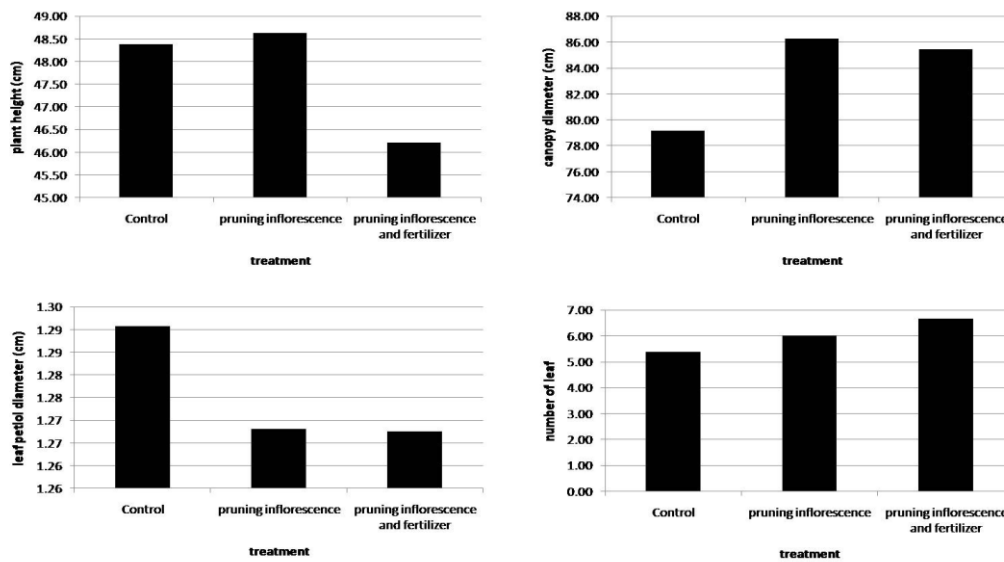 plant height (cm)
49.00
48.50
48.00
47.50
47.00
46.50
46.00
45.50
45.00
Control
pruning inflorescence
pruning inflorescence
and fertilizer
treatment
canopy diameter (cm)
88.00
86.00
84.00
82.00
80.00
78.00
76.00
74.00
Control
pruning inflorescence
pruning inflorescence
and fertilizer
treatment
leaf petiol diameter (cm)
1.30
1.29
1.29
1.28
1.28
1.27
1.27
1.26
1.26
Control
pruning inflorescence
pruning inflorescence
and fertilizer
treatment
number of leaf
7.00
6.00
5.00
4.00
3.00
2.00
1.00
0.00
Control
pruning inflorescence
pruning inflorescence
and fertilizer
treatment